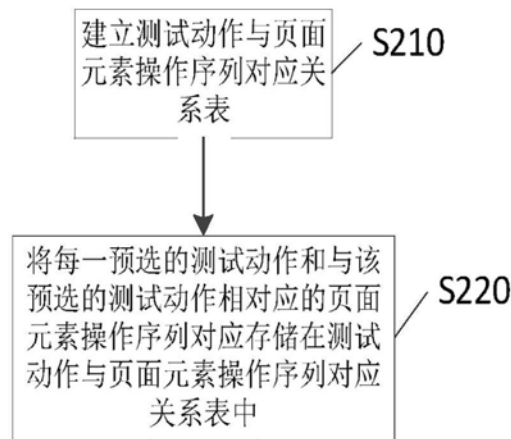 建立测试动作与页面
元素操作序列对应关
系表
S210
将每一预选的测试动作和与该
预选的测试动作相对应的页面
元素操作序列对应存储在测试
动作与页面元素操作序列对应
关系表中
S220